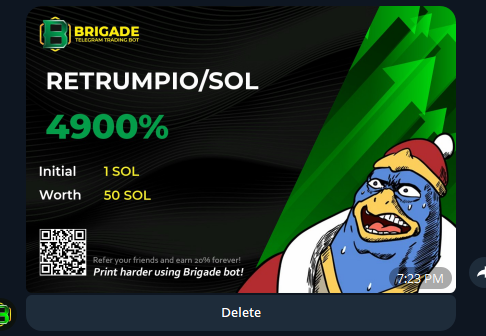 BRIGADE
TELEGRAM TRADING BOT
RETRUMPIO/SOL
4900%
Initial 1 SOL
Worth 50 SOL
Refer your friends and earn 20% forever!
Print harder using Brigade bot!
7:23 PM
Delete